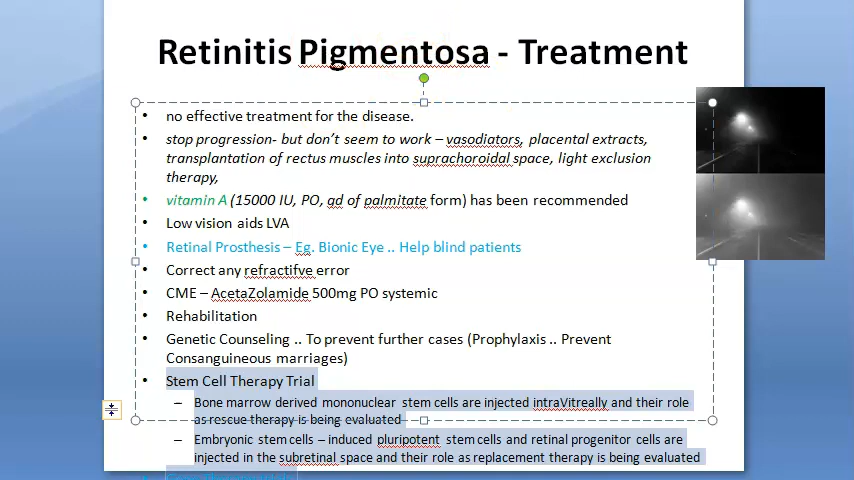 Retinitis Pigmentosa - Treatment
• no effective treatment for the disease.
• stop progression- but don't seem to work – vasodiators, placental extracts,
transplantation of rectus muscles into suprachoroidal space, light exclusion
therapy,
• vitamin A (15000 IU, PO, qd of palmitate form) has been recommended
• Low vision aids LVA
• Retinal Prosthesis – Eg. Bionic Eye .. Help blind patients
• Correct any refractifve error
• CME – AcetaZolamide 500mg PO systemic
• Rehabilitation
• Genetic Counseling .. To prevent further cases (Prophylaxis .. Prevent
Consanguineous marriages)
• Stem Cell Therapy Trial
– Bone marrow derived mononuclear stem cells are injected intraVitreally and their role
as rescue therapy is being evaluated
– Embryonic stem cells – induced pluripotent stem cells and retinal progenitor cells are
injected in the subretinal space and their role as replacement therapy is being evaluated